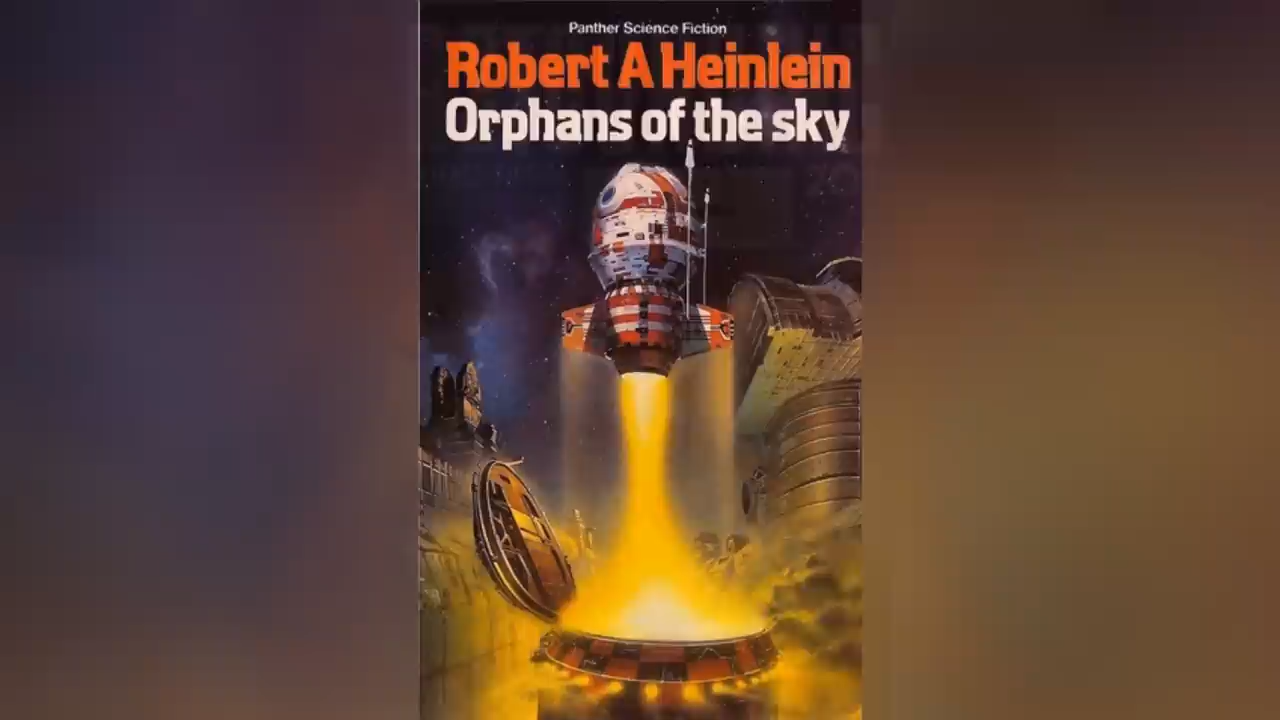 Panther Science Fiction
Robert A Heinlein
Orphans of the sky